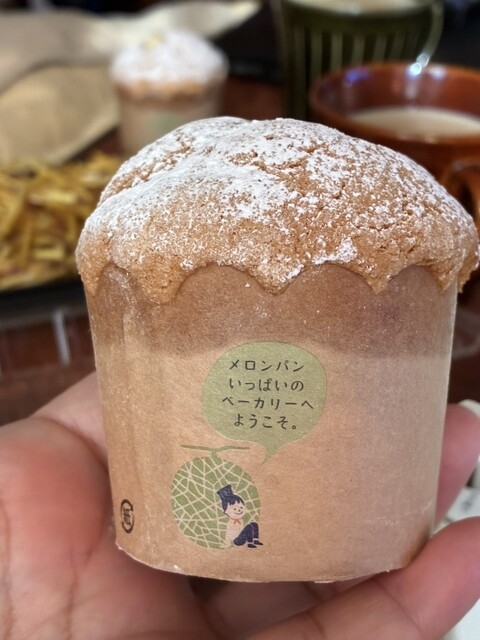 メロンパン
いっぱいの
ベーカリーへ
ようこそ。